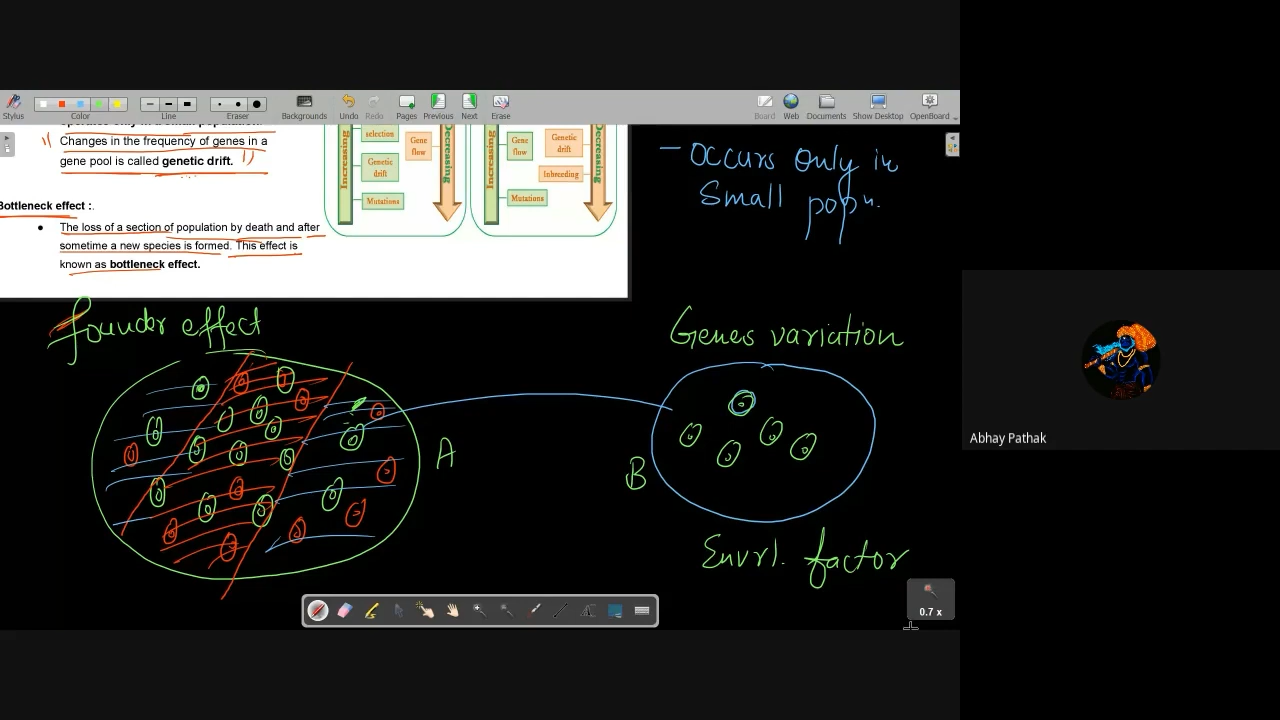 Stylus
Color
Line
Eraser
Backgrounds
Undo
Redo
Pages
Previous
Next
Erase
Board
Web
Documents
Show Desktop
OpenBoard
Changes in the frequency of genes in a
gene pool is called genetic drift.
Bottleneck effect :.
● The loss of a section of population by death and after
sometime a new species is formed. This effect is
known as bottleneck effect.
Increasing
selection
Genetic
drift
Mutations
Gene
flow
Decreasing
Increasing
Gene
flow
Mutations
Genetic
drift
Inbreeding
Decreasing
- Occurs Only in
Small popn.
founder effect
A
Genes variation
B
Envrl. factor
0.7 x
Abhay Pathak